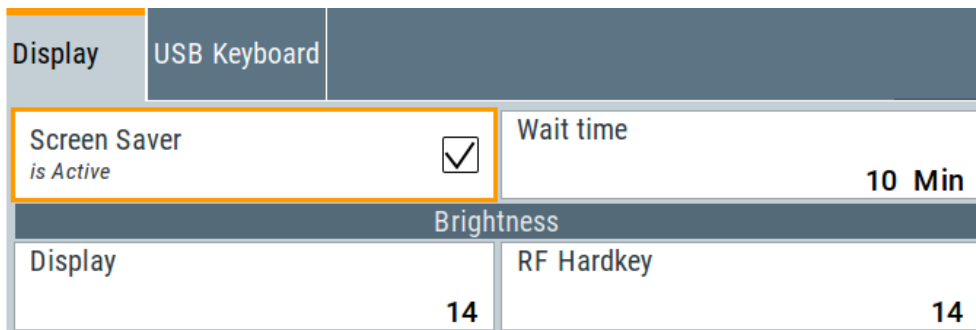 Display USB Keyboard
Screen Saver
is Active
Wait time
10 Min
Brightness
Display
14
RF Hardkey
14